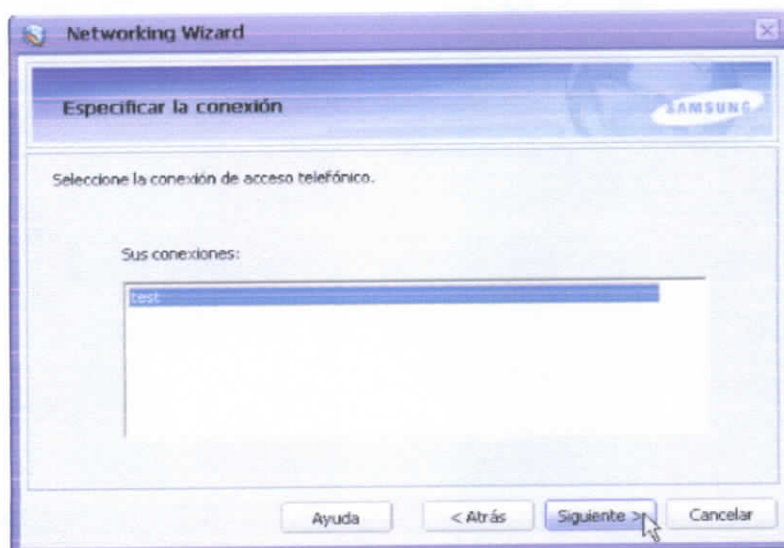 Networking Wizard
Especificar la conexión
SAMSUNG
Seleccione la conexión de acceso telefónico.
Sus conexiones:
test
Ayuda
< Atrás
Siguiente >
Cancelar